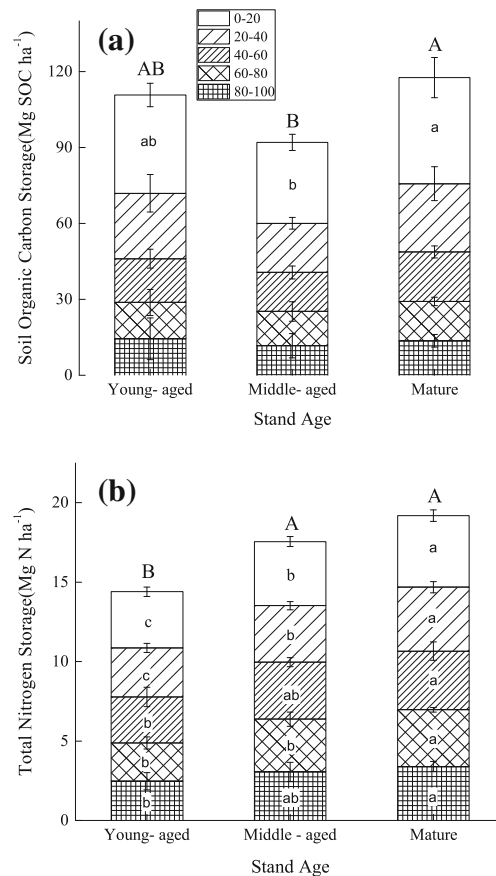 (a)
0-20
20-40
40-60
60-80
80-100
AB
B
A
120
90
60
30
0
ab
b
a
Soil Organic Carbon Storage(Mg SOC ha-1)
Young- aged
Middle- aged
Mature
Stand Age
(b)
B
A
A
20
15
10
5
0
c
b
a
c
b
a
b
ab
a
b
b
a
b
ab
a
Total Nitrogen Storage(Mg N ha-1)
Young- aged
Middle - aged
Mature
Stand Age